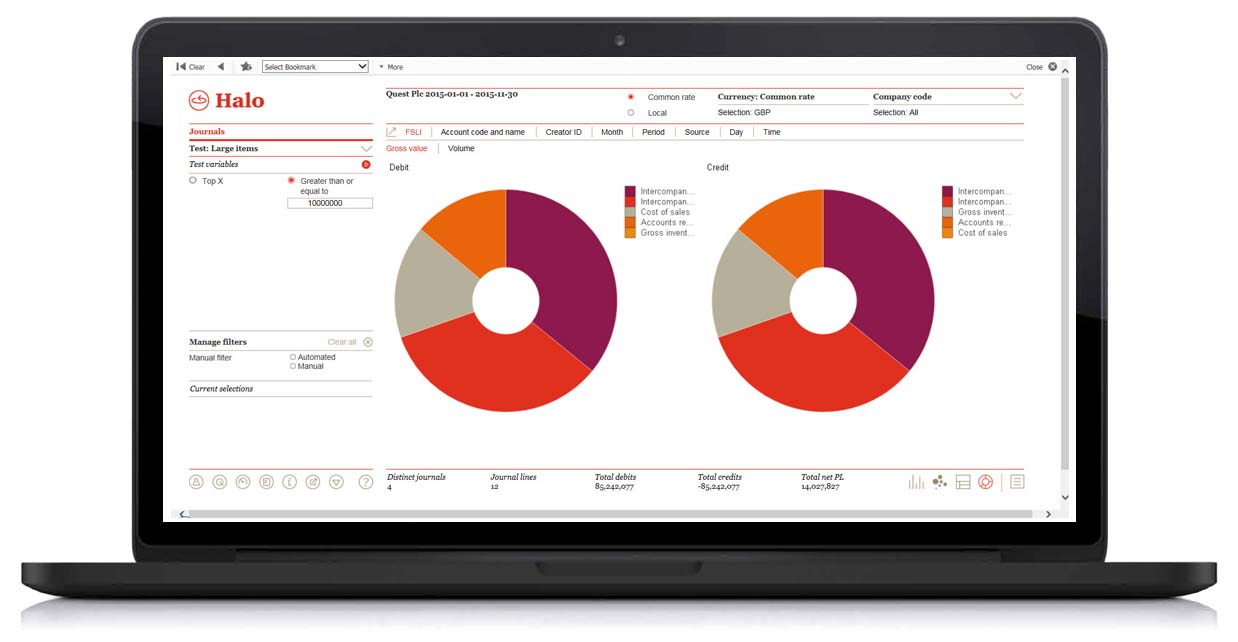 Clear
Select Bookmark
More
Close
Halo
Quest Plc 2015-01-01 - 2015-11-30
Common rate
Local
Currency: Common rate
Selection: GBP
Company code
Selection: All
Journals
Test: Large items
Test variables
Top X
Greater than or
equal to
10000000
FSLI Account code and name Creator ID Month Period Source Day Time
Gross value Volume
Debit
Intercompan...
Intercompan...
Cost of sales
Accounts re...
Gross invent...
Credit
Intercompan...
Intercompan...
Gross invent...
Accounts re...
Cost of sales
Manage filters Clear all
Manual filter
Automated
Manual
Current selections
Distinct journals Journal lines Total debits Total credits Total net PL
4 12 85,242,077 -85,242,077 14,027,827